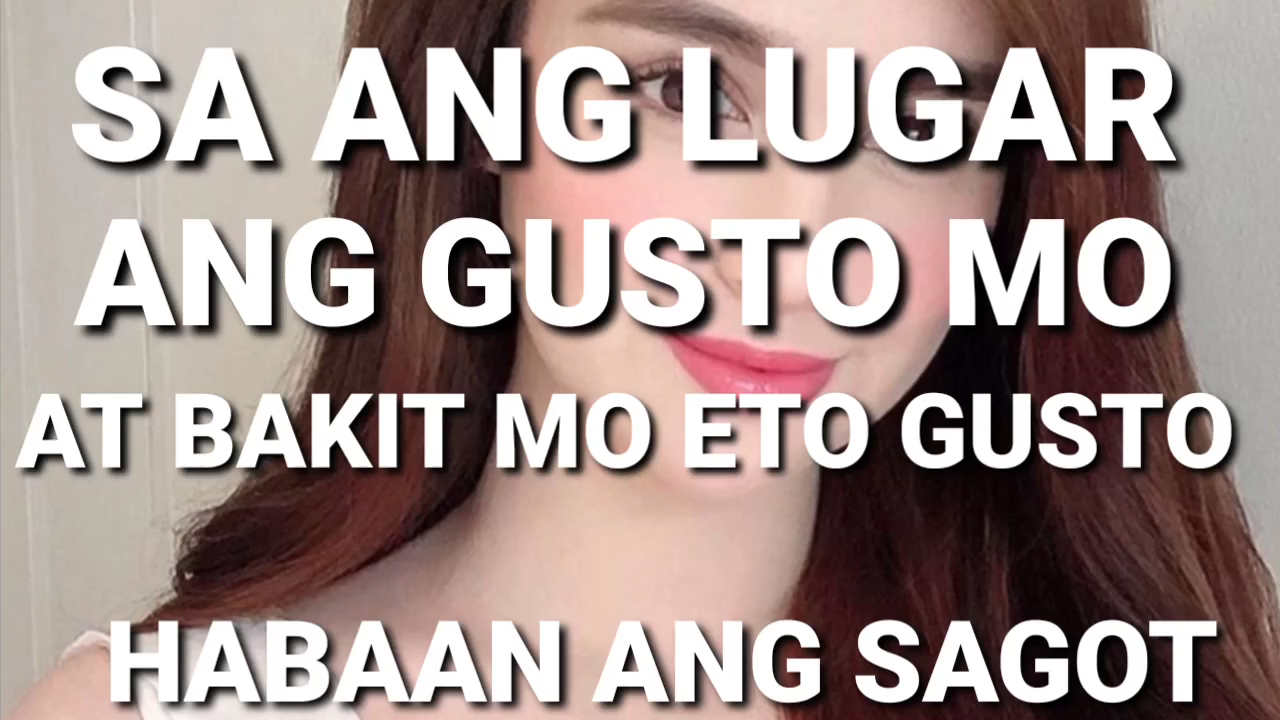 SA ANG LUGAR
ANG GUSTO MO
AT BAKIT MO ETO GUSTO
HABAAN ANG SAGOT